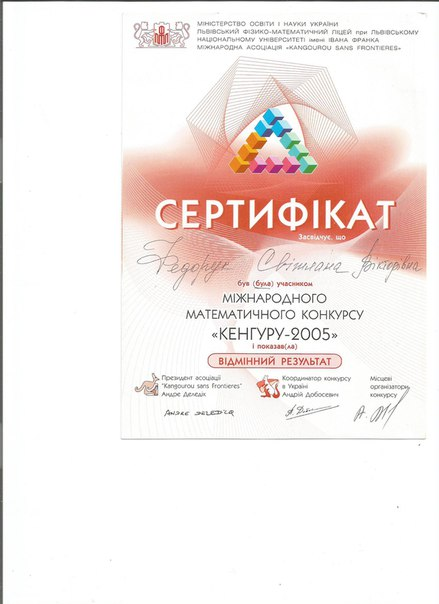 МІНІСТЕРСТВО ОСВІТИ І НАУКИ УКРАЇНИ
ЛЬВІВСЬКИЙ ФІЗИКО-МАТЕМАТИЧНИЙ ЛІЦЕЙ при ЛЬВІВСЬКОМУ
НАЦІОНАЛЬНОМУ УНІВЕРСИТЕТІ імені ІВАНА ФРАНКА
МІЖНАРОДНА АСОЦІАЦІЯ «KANGOUROU SANS FRONTIERES»
СЕРТИФІКАТ
Засвідчує, що
Федорук Світлана Вікторівна
був (була) учасником
МІЖНАРОДНОГО
МАТЕМАТИЧНОГО КОНКУРСУ
«КЕНГУРУ-2005»
і показав(ла)
ВІДМІННИЙ РЕЗУЛЬТАТ
Президент асоціації
"Kangourou sans Frontieres"
Андре Деледік
Координатор конкурсу
в Україні
Андрій Добосевич
Місцеві
організатори
конкурсу
ANDRE DELEDICQ